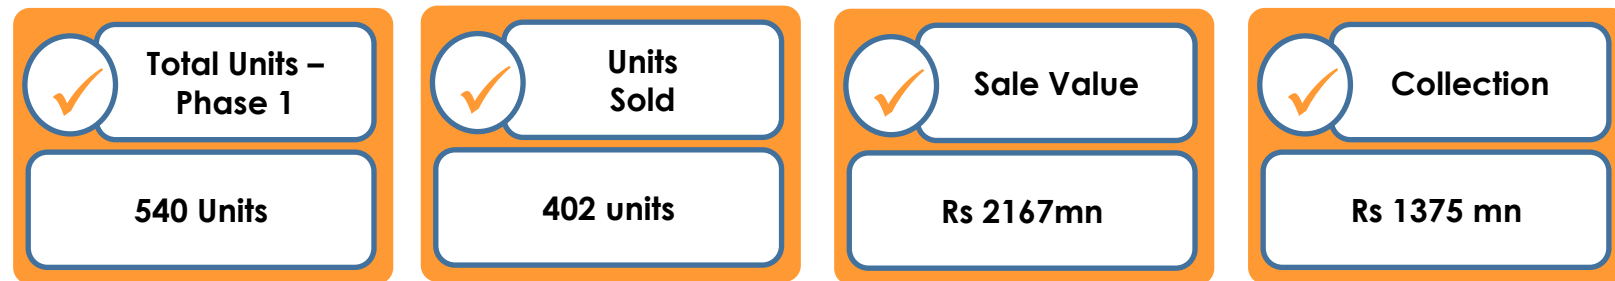 Total Units –
Phase 1
540 Units
Units
Sold
402 units
Sale Value
Rs 2167mn
Collection
Rs 1375 mn